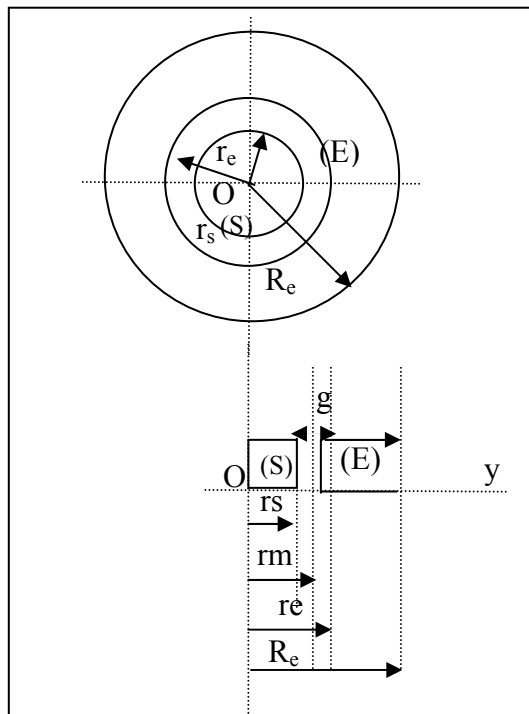 rₑ
(E)
O
rₛ (S)
Rₑ
g
O (S) (E) y
rs
rm
re
Rₑ